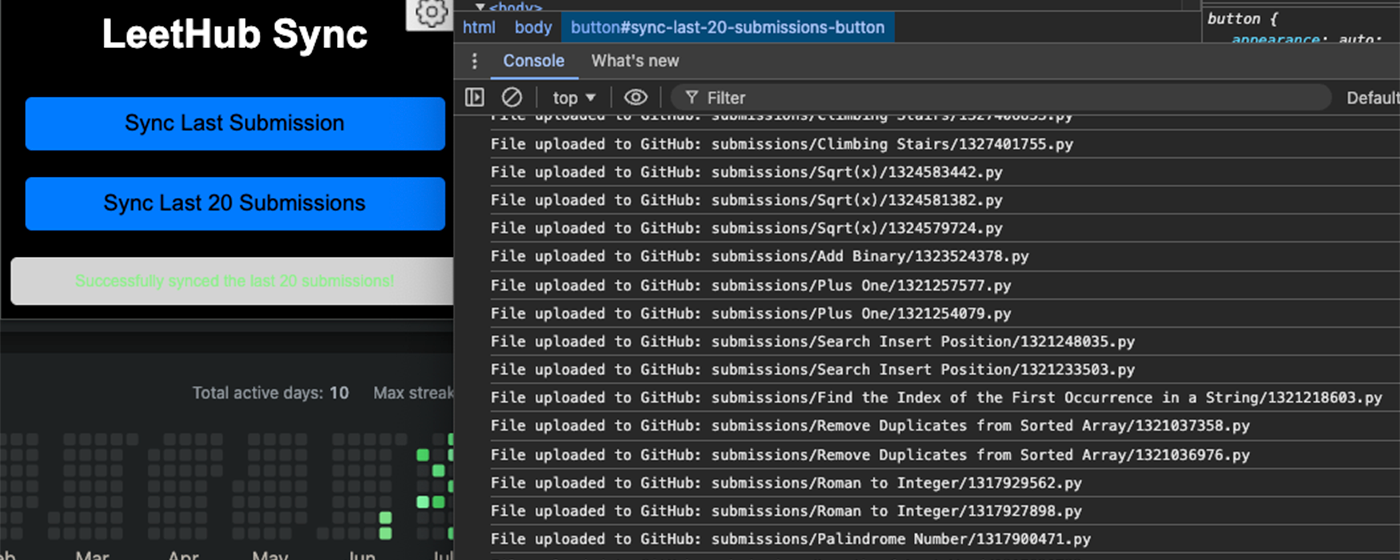 LeetHub Sync
Sync Last Submission
Sync Last 20 Submissions
Successfully synced the last 20 submissions!
Total active days: 10 Max streak
Mar Apr May Jun Jul
<body>
html body button#sync-last-20-submissions-button
button {
appearance: auto;
Console What's new
top Filter Default
File uploaded to GitHub: submissions/Climbing Stairs/1327406855.py
File uploaded to GitHub: submissions/Climbing Stairs/1327401755.py
File uploaded to GitHub: submissions/Sqrt(x)/1324583442.py
File uploaded to GitHub: submissions/Sqrt(x)/1324581382.py
File uploaded to GitHub: submissions/Sqrt(x)/1324579724.py
File uploaded to GitHub: submissions/Add Binary/1323524378.py
File uploaded to GitHub: submissions/Plus One/1321257577.py
File uploaded to GitHub: submissions/Plus One/1321254079.py
File uploaded to GitHub: submissions/Search Insert Position/1321248035.py
File uploaded to GitHub: submissions/Search Insert Position/1321233503.py
File uploaded to GitHub: submissions/Find the Index of the First Occurrence in a String/1321218603.py
File uploaded to GitHub: submissions/Remove Duplicates from Sorted Array/1321037358.py
File uploaded to GitHub: submissions/Remove Duplicates from Sorted Array/1321036976.py
File uploaded to GitHub: submissions/Roman to Integer/1317929562.py
File uploaded to GitHub: submissions/Roman to Integer/1317927898.py
File uploaded to GitHub: submissions/Palindrome Number/1317900471.py